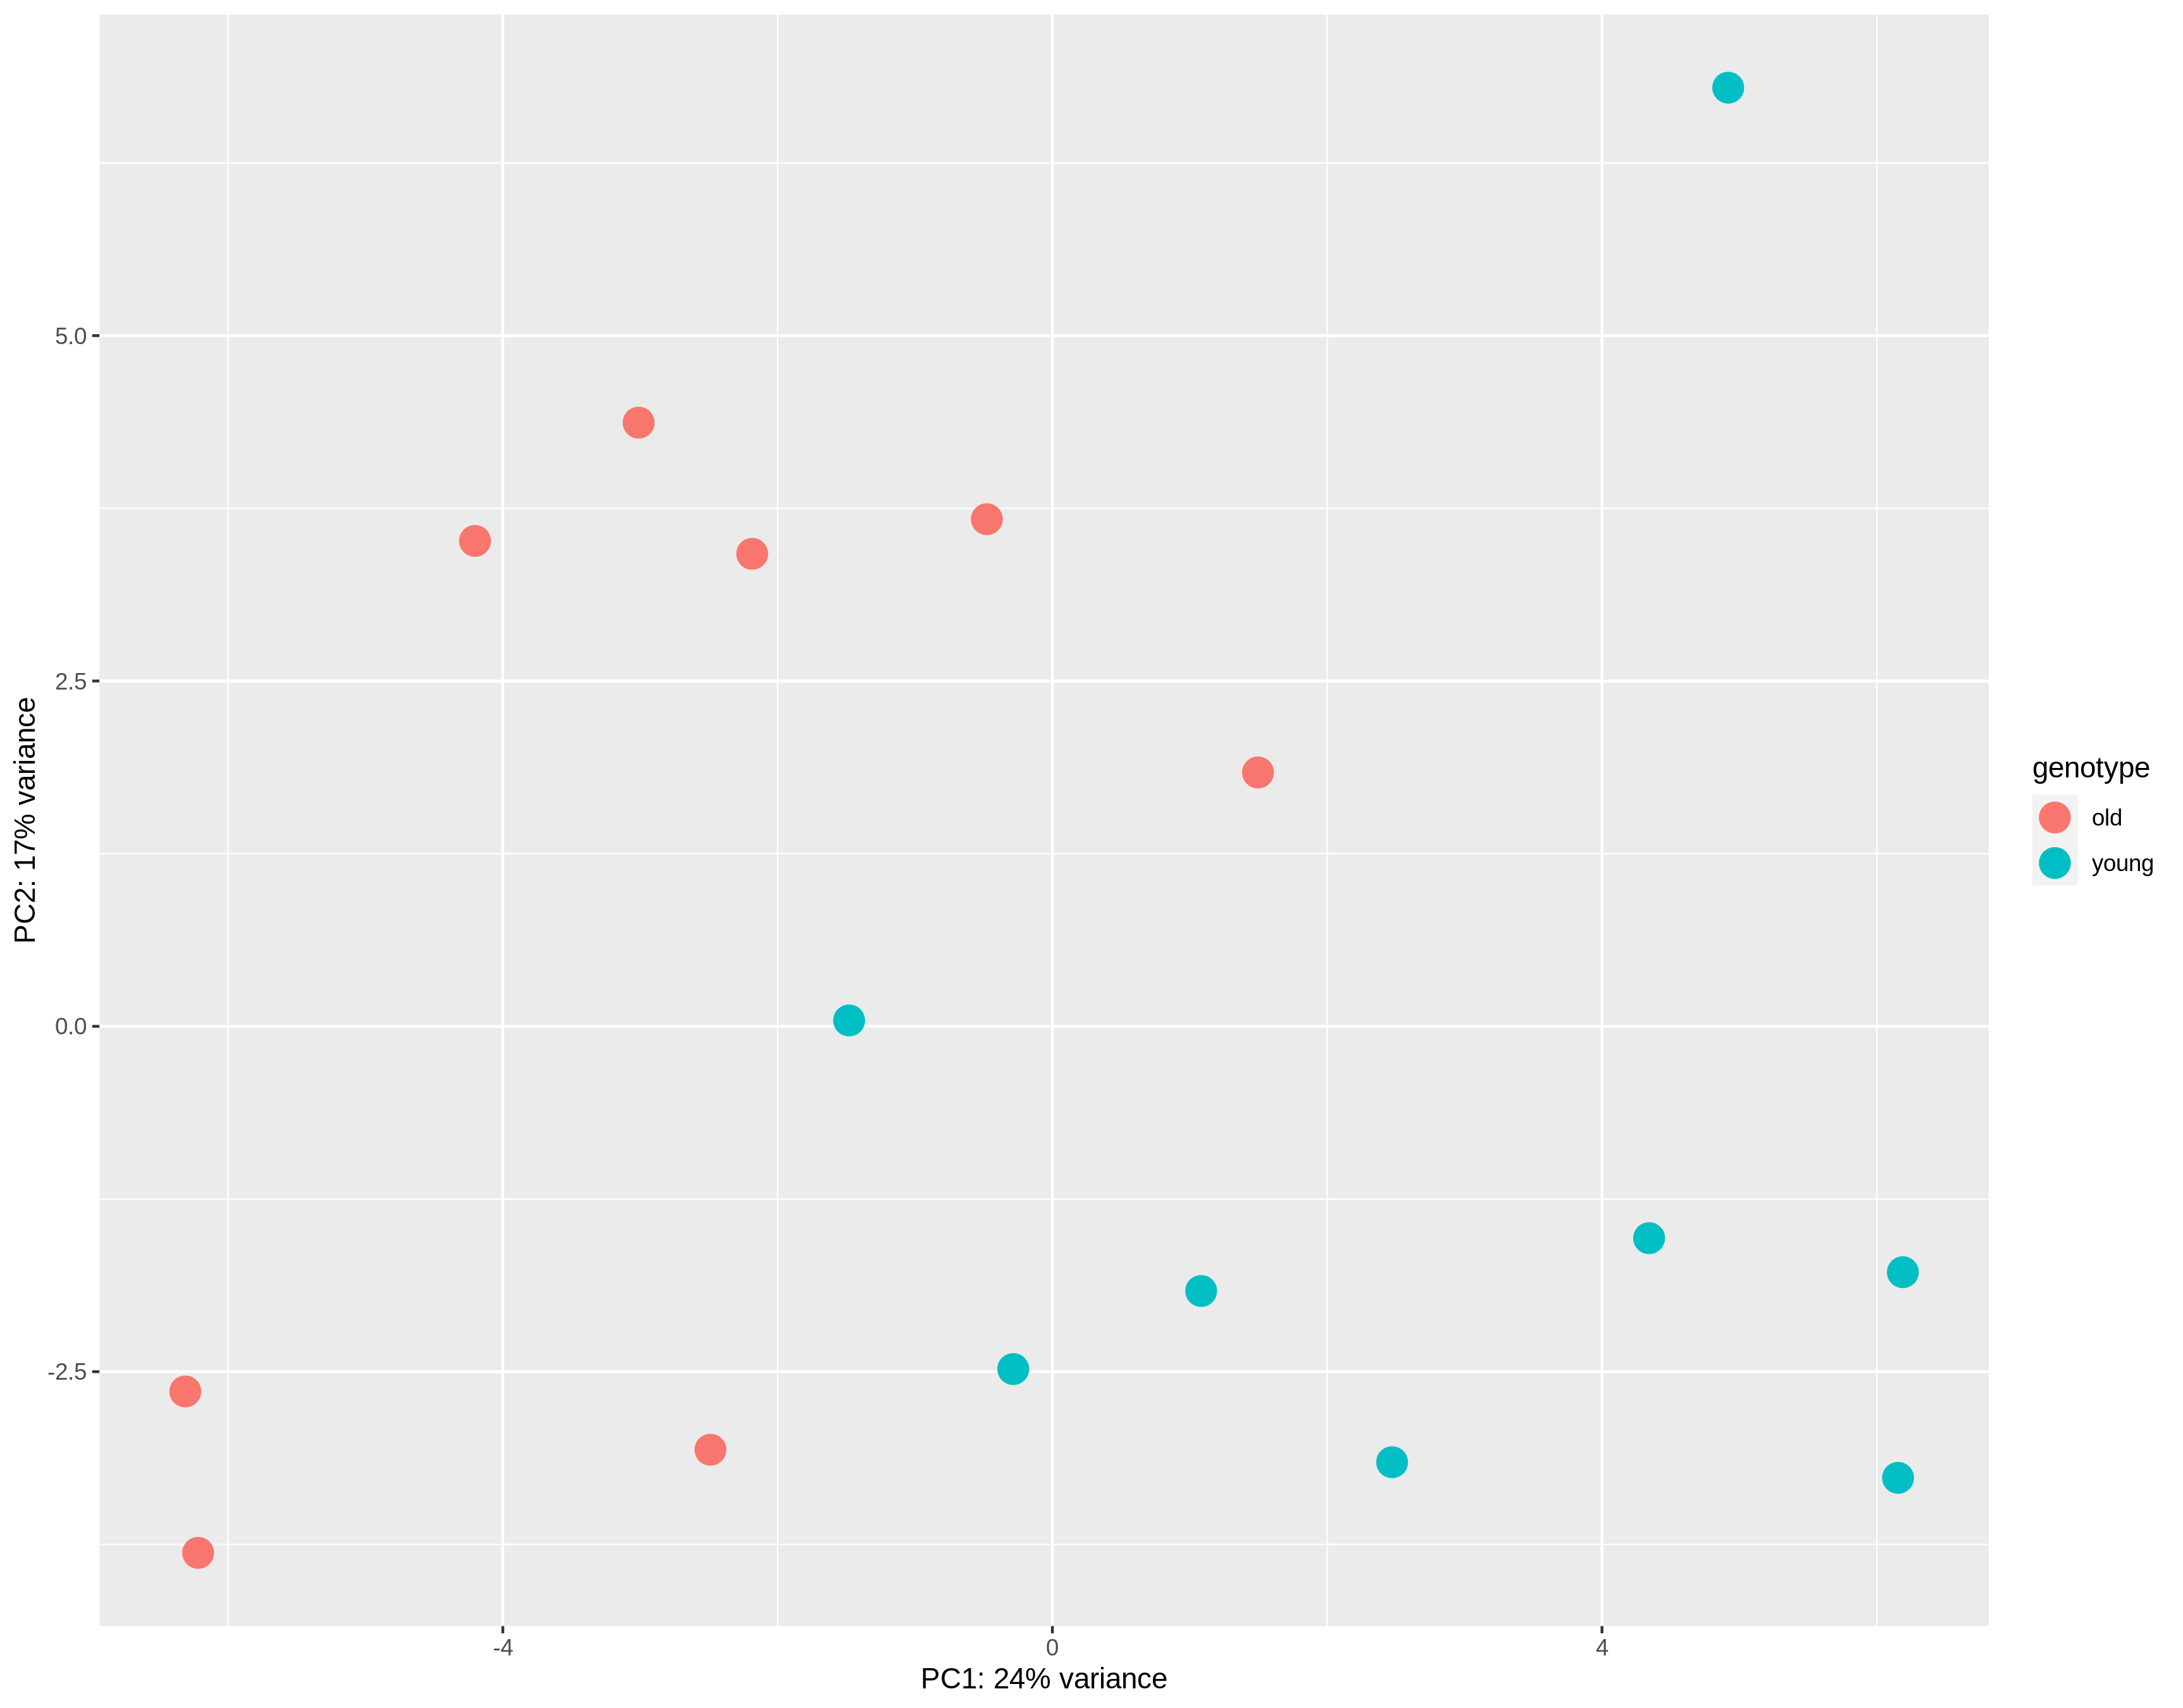 PC2: 17% variance
5.0
2.5
0.0
-2.5
-4
0
4
PC1: 24% variance
genotype
old
young